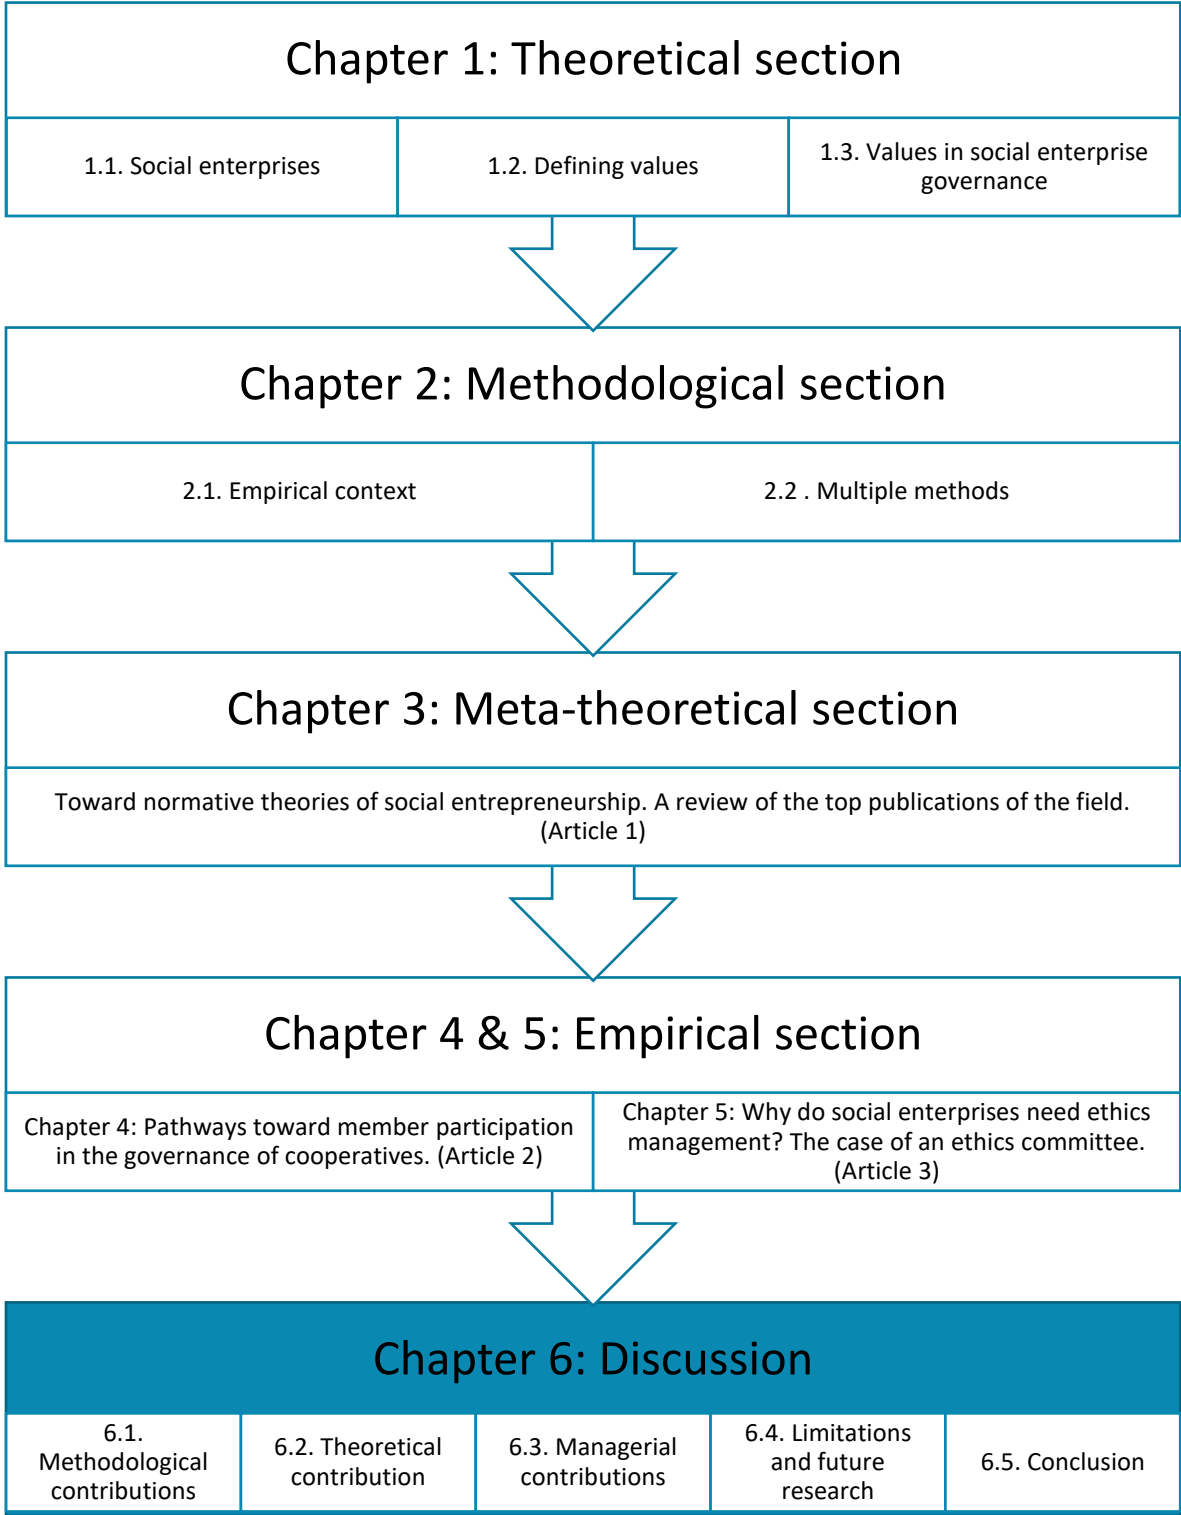 Chapter 1: Theoretical section
1.1. Social enterprises
1.2. Defining values
1.3. Values in social enterprise
governance
Chapter 2: Methodological section
2.1. Empirical context
2.2 . Multiple methods
Chapter 3: Meta-theoretical section
Toward normative theories of social entrepreneurship. A review of the top publications of the field.
(Article 1)
Chapter 4 & 5: Empirical section
Chapter 4: Pathways toward member participation
in the governance of cooperatives. (Article 2)
Chapter 5: Why do social enterprises need ethics
management? The case of an ethics committee.
(Article 3)
Chapter 6: Discussion
6.1.
Methodological
contributions
6.2. Theoretical
contribution
6.3. Managerial
contributions
6.4. Limitations
and future
research
6.5. Conclusion